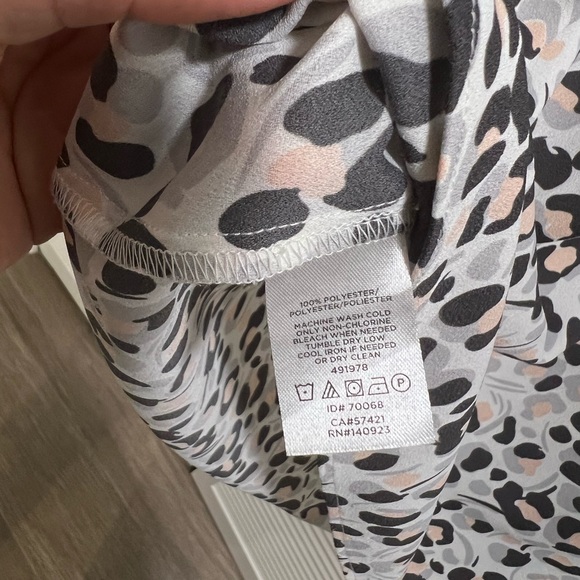 100% POLYESTER/
POLYESTER/POLIÉSTER
MACHINE WASH COLD
ONLY NON-CHLORINE
BLEACH WHEN NEEDED
TUMBLE DRY LOW
COOL IRON IF NEEDED
OR DRY CLEAN
491978
P
ID# 70068
CA#57421
RN#140923